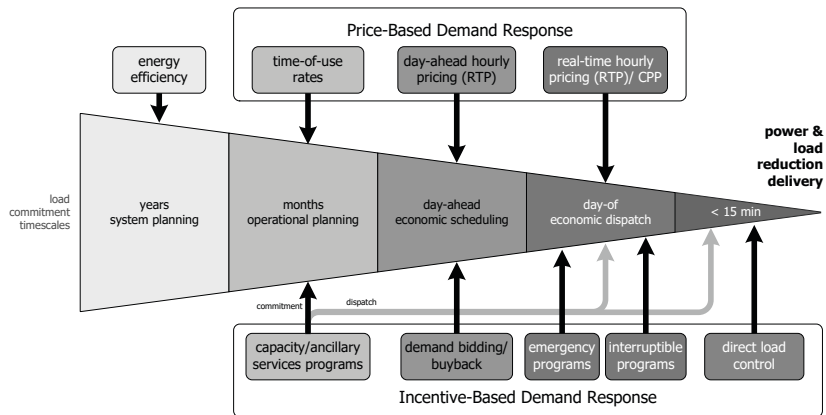 Price-Based Demand Response
energy
efficiency
time-of-use
rates
day-ahead hourly
pricing (RTP)
real-time hourly
pricing (RTP)/ CPP
power &
load
reduction
delivery
load
commitment
timescales
years
system planning
months
operational planning
day-ahead
economic scheduling
day-of
economic dispatch
< 15 min
commitment
dispatch
capacity/ancillary
services programs
demand bidding/
buyback
emergency
programs
interruptible
programs
direct load
control
Incentive-Based Demand Response